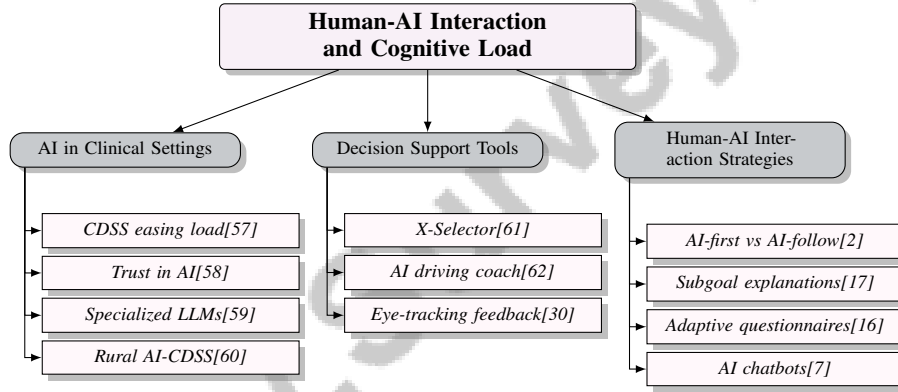 Human-AI Interaction
and Cognitive Load
AI in Clinical Settings
CDSS easing load[57]
Trust in AI[58]
Specialized LLMs[59]
Rural AI-CDSS[60]
Decision Support Tools
X-Selector[61]
AI driving coach[62]
Eye-tracking feedback[30]
Human-AI Inter-
action Strategies
AI-first vs AI-follow[2]
Subgoal explanations[17]
Adaptive questionnaires[16]
AI chatbots[7]
survey